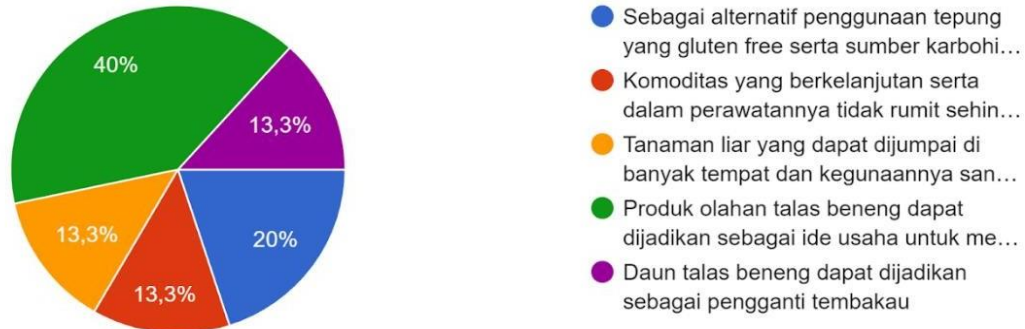 40%
13,3%
13,3%
20%
13,3%
Sebagai alternatif penggunaan tepung
yang gluten free serta sumber karbohi...
Komoditas yang berkelanjutan serta
dalam perawatannya tidak rumit sehin...
Tanaman liar yang dapat dijumpai di
banyak tempat dan kegunaannya san...
Produk olahan talas beneng dapat
dijadikan sebagai ide usaha untuk me...
Daun talas beneng dapat dijadikan
sebagai pengganti tembakau